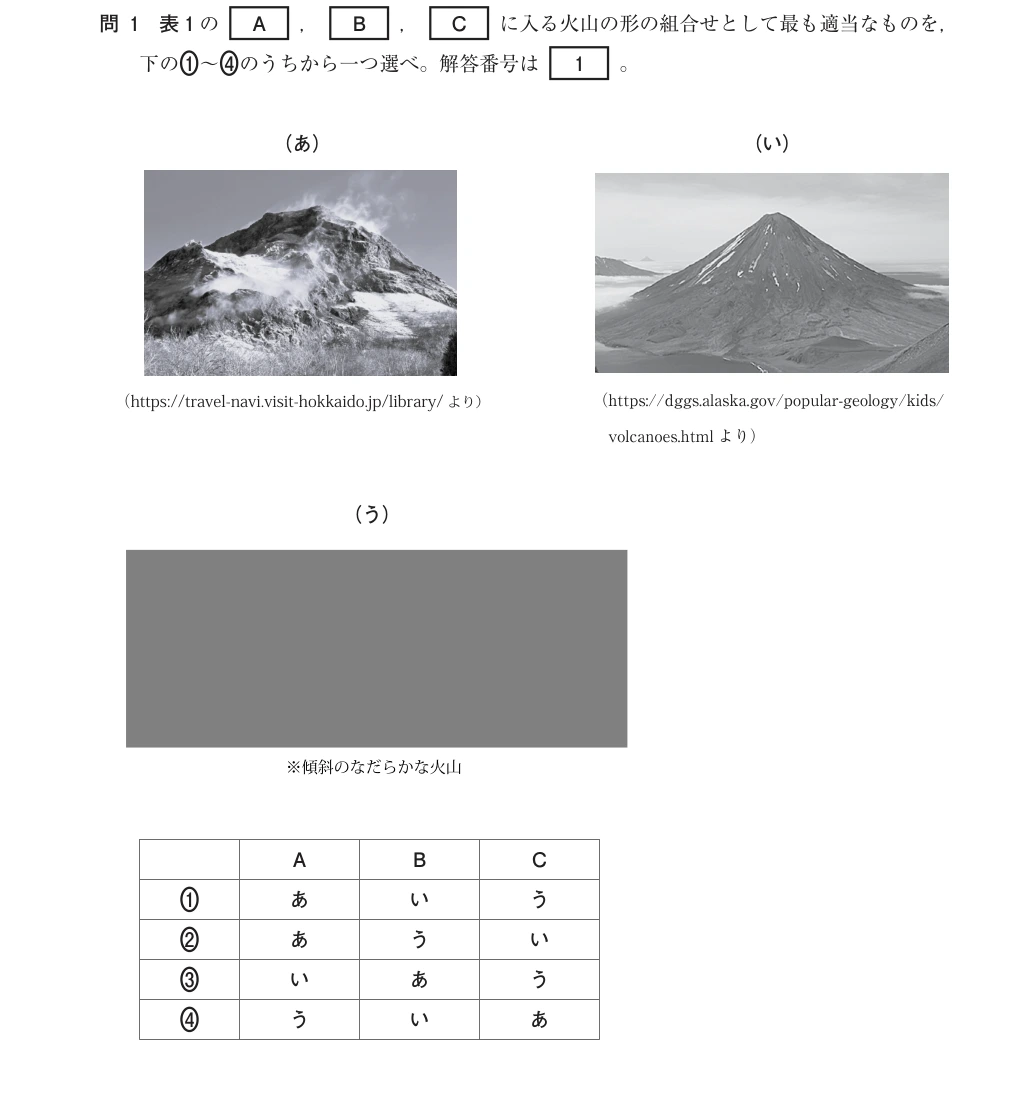 問 1 表1の A , B , C に入る火山の形の組合せとして最も適当なものを,
下の①~④のうちから一つ選べ。解答番号は 1 。
(あ)
(い)
(https://travel-navi.visit-hokkaido.jp/library/ より)
(https://dggs.alaska.gov/popular-geology/kids/
volcanoes.html より)
(う)
※傾斜のなだらかな火山
A B C
① あ い う
② あ う い
③ い あ う
④ う い あ